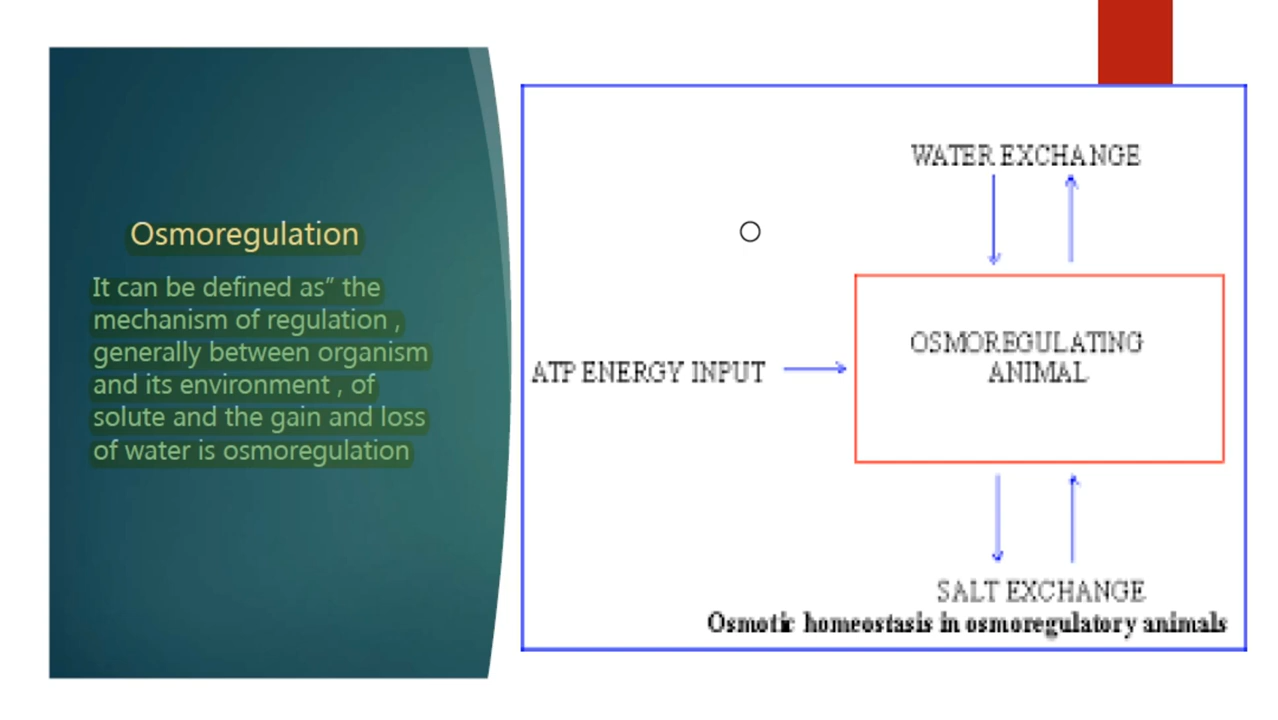 Osmoregulation
It can be defined as” the
mechanism of regulation ,
generally between organism
and its environment , of
solute and the gain and loss
of water is osmoregulation
WATER EXCHANGE
ATP ENERGY INPUT
OSMOREGULATING
ANIMAL
SALT EXCHANGE
Osmotic homeostasis in osmoregulatory animals